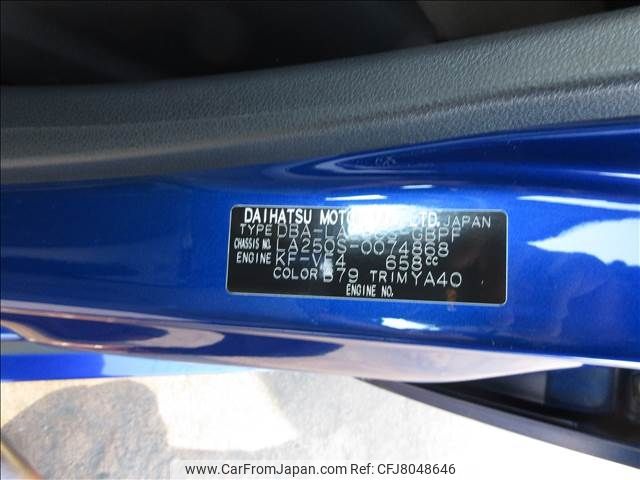 DAIHATSU MOTOR CO., LTD. JAPAN
TYPE DBA-LA250S-GBPF
CHASSIS NO. LA250S-0074868
ENGINE KF-VE4 658cc
COLOR B79 TRIM YA40
ENGINE NO.
www.CarFromJapan.com | CFJ8048646